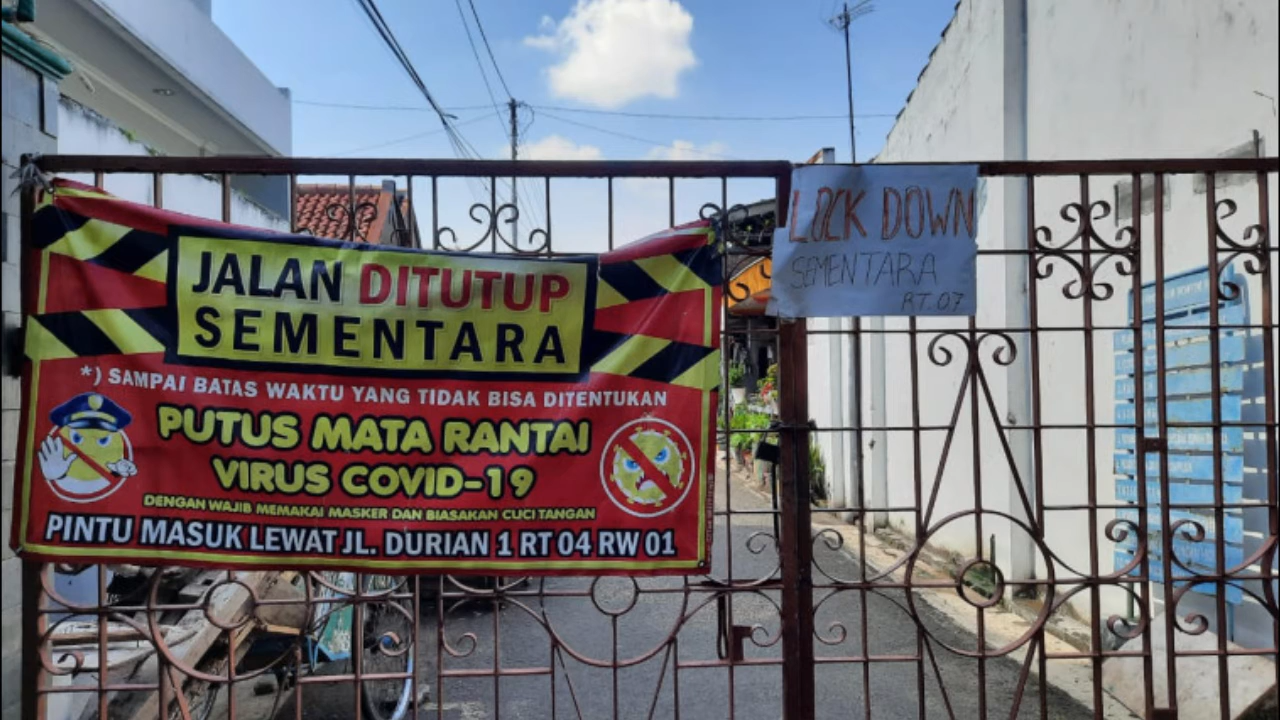 JALAN DITUTUP
SEMENTARA
*) SAMPAI BATAS WAKTU YANG TIDAK BISA DITENTUKAN
PUTUS MATA RANTAI
VIRUS COVID-19
DENGAN WAJIB MEMAKAI MASKER DAN BIASAKAN CUCI TANGAN
PINTU MASUK LEWAT JL. DURIAN 1 RT 04 RW 01
LOCK DOWN
SEMENTARA
RT.07